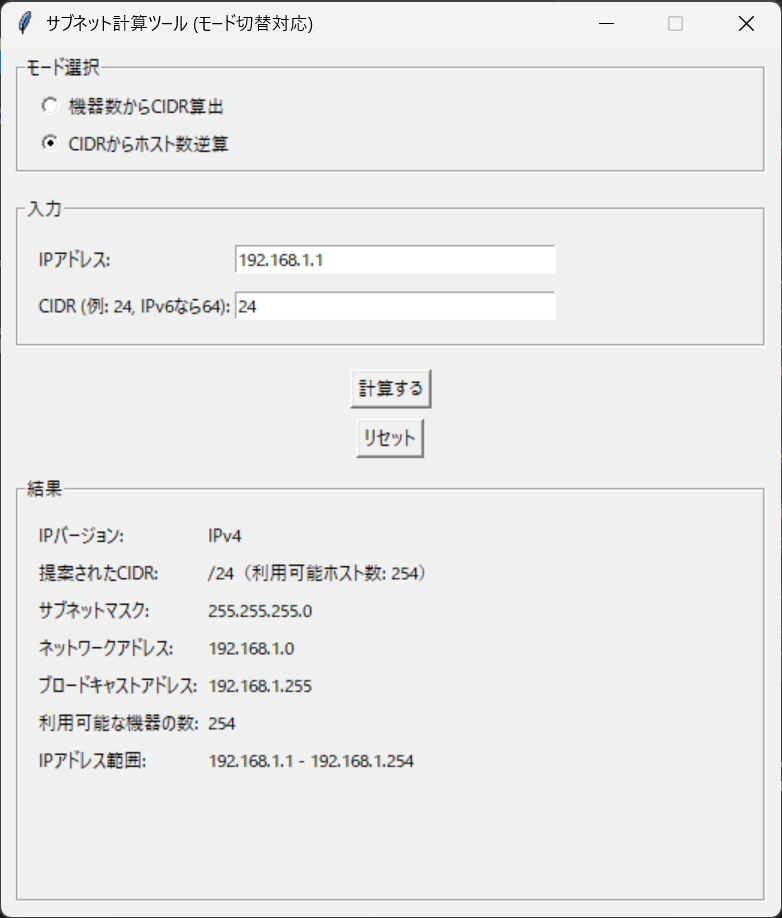 サブネット計算ツール (モード切替対応)
モード選択
機器数からCIDR算出
CIDRからホスト数逆算
入力
IPアドレス: 192.168.1.1
CIDR (例: 24, IPv6なら64): 24
計算する
リセット
結果
IPバージョン: IPv4
提案されたCIDR: /24（利用可能ホスト数: 254）
サブネットマスク: 255.255.255.0
ネットワークアドレス: 192.168.1.0
ブロードキャストアドレス: 192.168.1.255
利用可能な機器の数: 254
IPアドレス範囲: 192.168.1.1 - 192.168.1.254